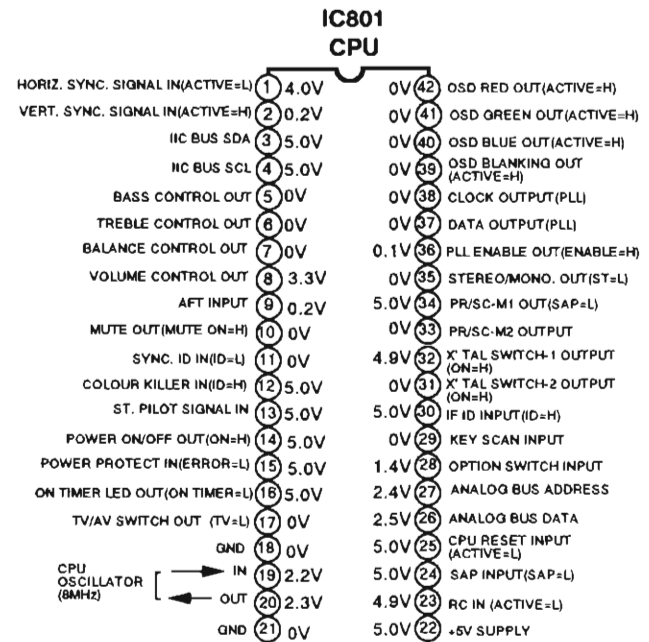 IC801
CPU
HORIZ. SYNC. SIGNAL IN(ACTIVE=L) 1 4.0V
VERT. SYNC. SIGNAL IN(ACTIVE=H) 2 0.2V
IIC BUS SDA 3 5.0V
IIC BUS SCL 4 5.0V
BASS CONTROL OUT 5 0V
TREBLE CONTROL OUT 6 0V
BALANCE CONTROL OUT 7 0V
VOLUME CONTROL OUT 8 3.3V
AFT INPUT 9 0.2V
MUTE OUT(MUTE ON=H) 10 0V
SYNC. ID IN(ID=L) 11 0V
COLOUR KILLER IN(ID=H) 12 5.0V
ST. PILOT SIGNAL IN 13 5.0V
POWER ON/OFF OUT(ON=H) 14 5.0V
POWER PROTECT IN(ERROR=L) 15 5.0V
ON TIMER LED OUT(ON TIMER=L) 16 5.0V
TV/AV SWITCH OUT (TV=L) 17 0V
GND 18 0V
CPU
OSCILLATOR
(8MHz)
IN 19 2.2V
OUT 20 2.3V
GND 21 0V
0V 42 OSD RED OUT(ACTIVE=H)
0V 41 OSD GREEN OUT(ACTIVE=H)
0V 40 OSD BLUE OUT(ACTIVE=H)
0V 39 OSD BLANKING OUT
(ACTIVE=H)
0V 38 CLOCK OUTPUT(PLL)
0V 37 DATA OUTPUT(PLL)
0.1V 36 PLL ENABLE OUT(ENABLE=H)
0V 35 STEREO/MONO. OUT(ST=L)
5.0V 34 PR/SC-M1 OUT(SAP=L)
0V 33 PR/SC-M2 OUTPUT
4.9V 32 X' TAL SWITCH-1 OUTPUT
(ON=H)
0V 31 X' TAL SWITCH-2 OUTPUT
(ON=H)
5.0V 30 IF ID INPUT(ID=H)
0V 29 KEY SCAN INPUT
1.4V 28 OPTION SWITCH INPUT
2.4V 27 ANALOG BUS ADDRESS
2.5V 26 ANALOG BUS DATA
5.0V 25 CPU RESET INPUT
(ACTIVE=L)
5.0V 24 SAP INPUT(SAP=L)
4.9V 23 RC IN (ACTIVE=L)
5.0V 22 +5V SUPPLY